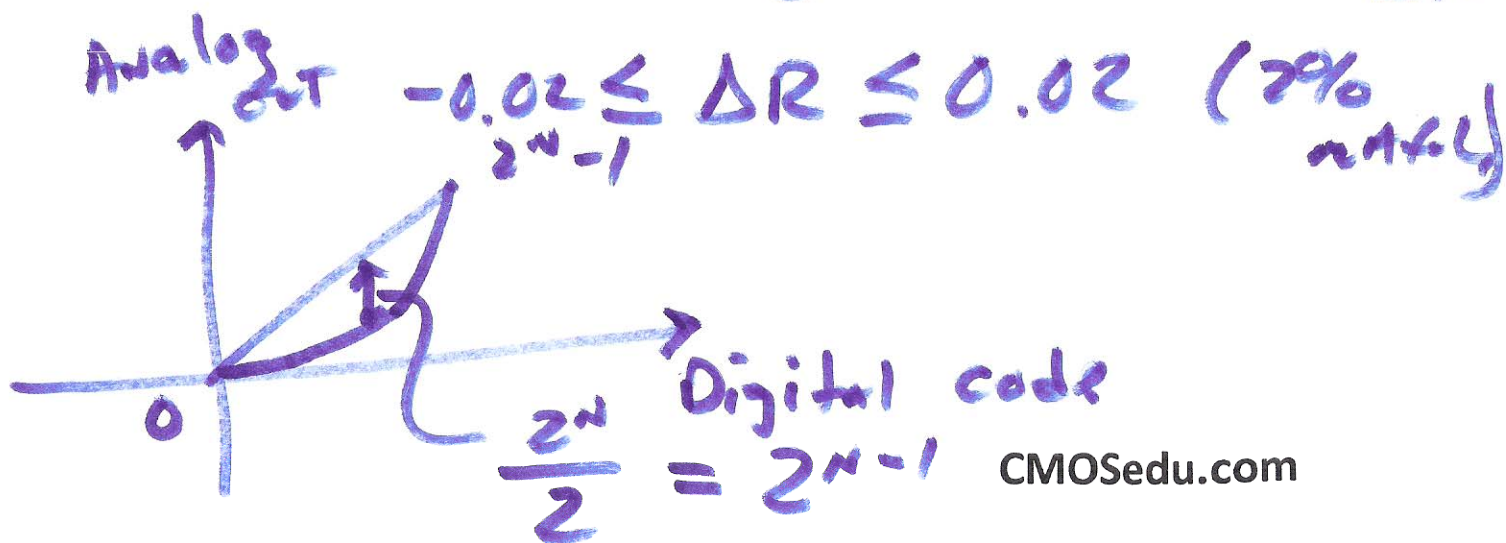 Analog
out -0.02 ≤ ΔR ≤ 0.02 (2%
2^N-1
0
Digital code
2^N/2 = 2^N-1
CMOSedu.com